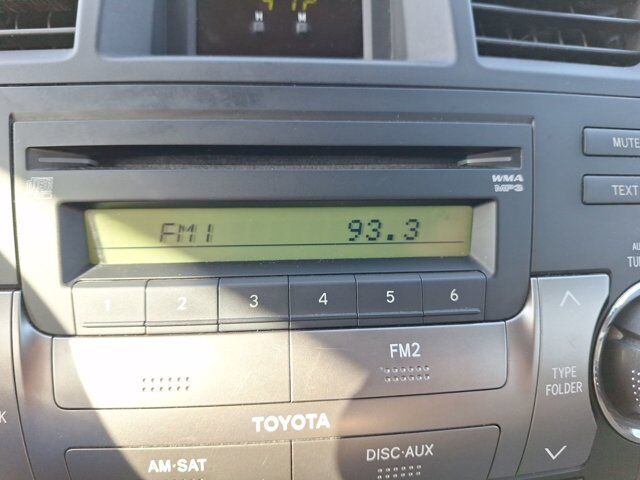 H M
MUTE
WMA
MP3
TEXT
FM1 93.3
1 2 3 4 5 6
FM2
TYPE
FOLDER
TOYOTA
DISC·AUX
AM·SAT